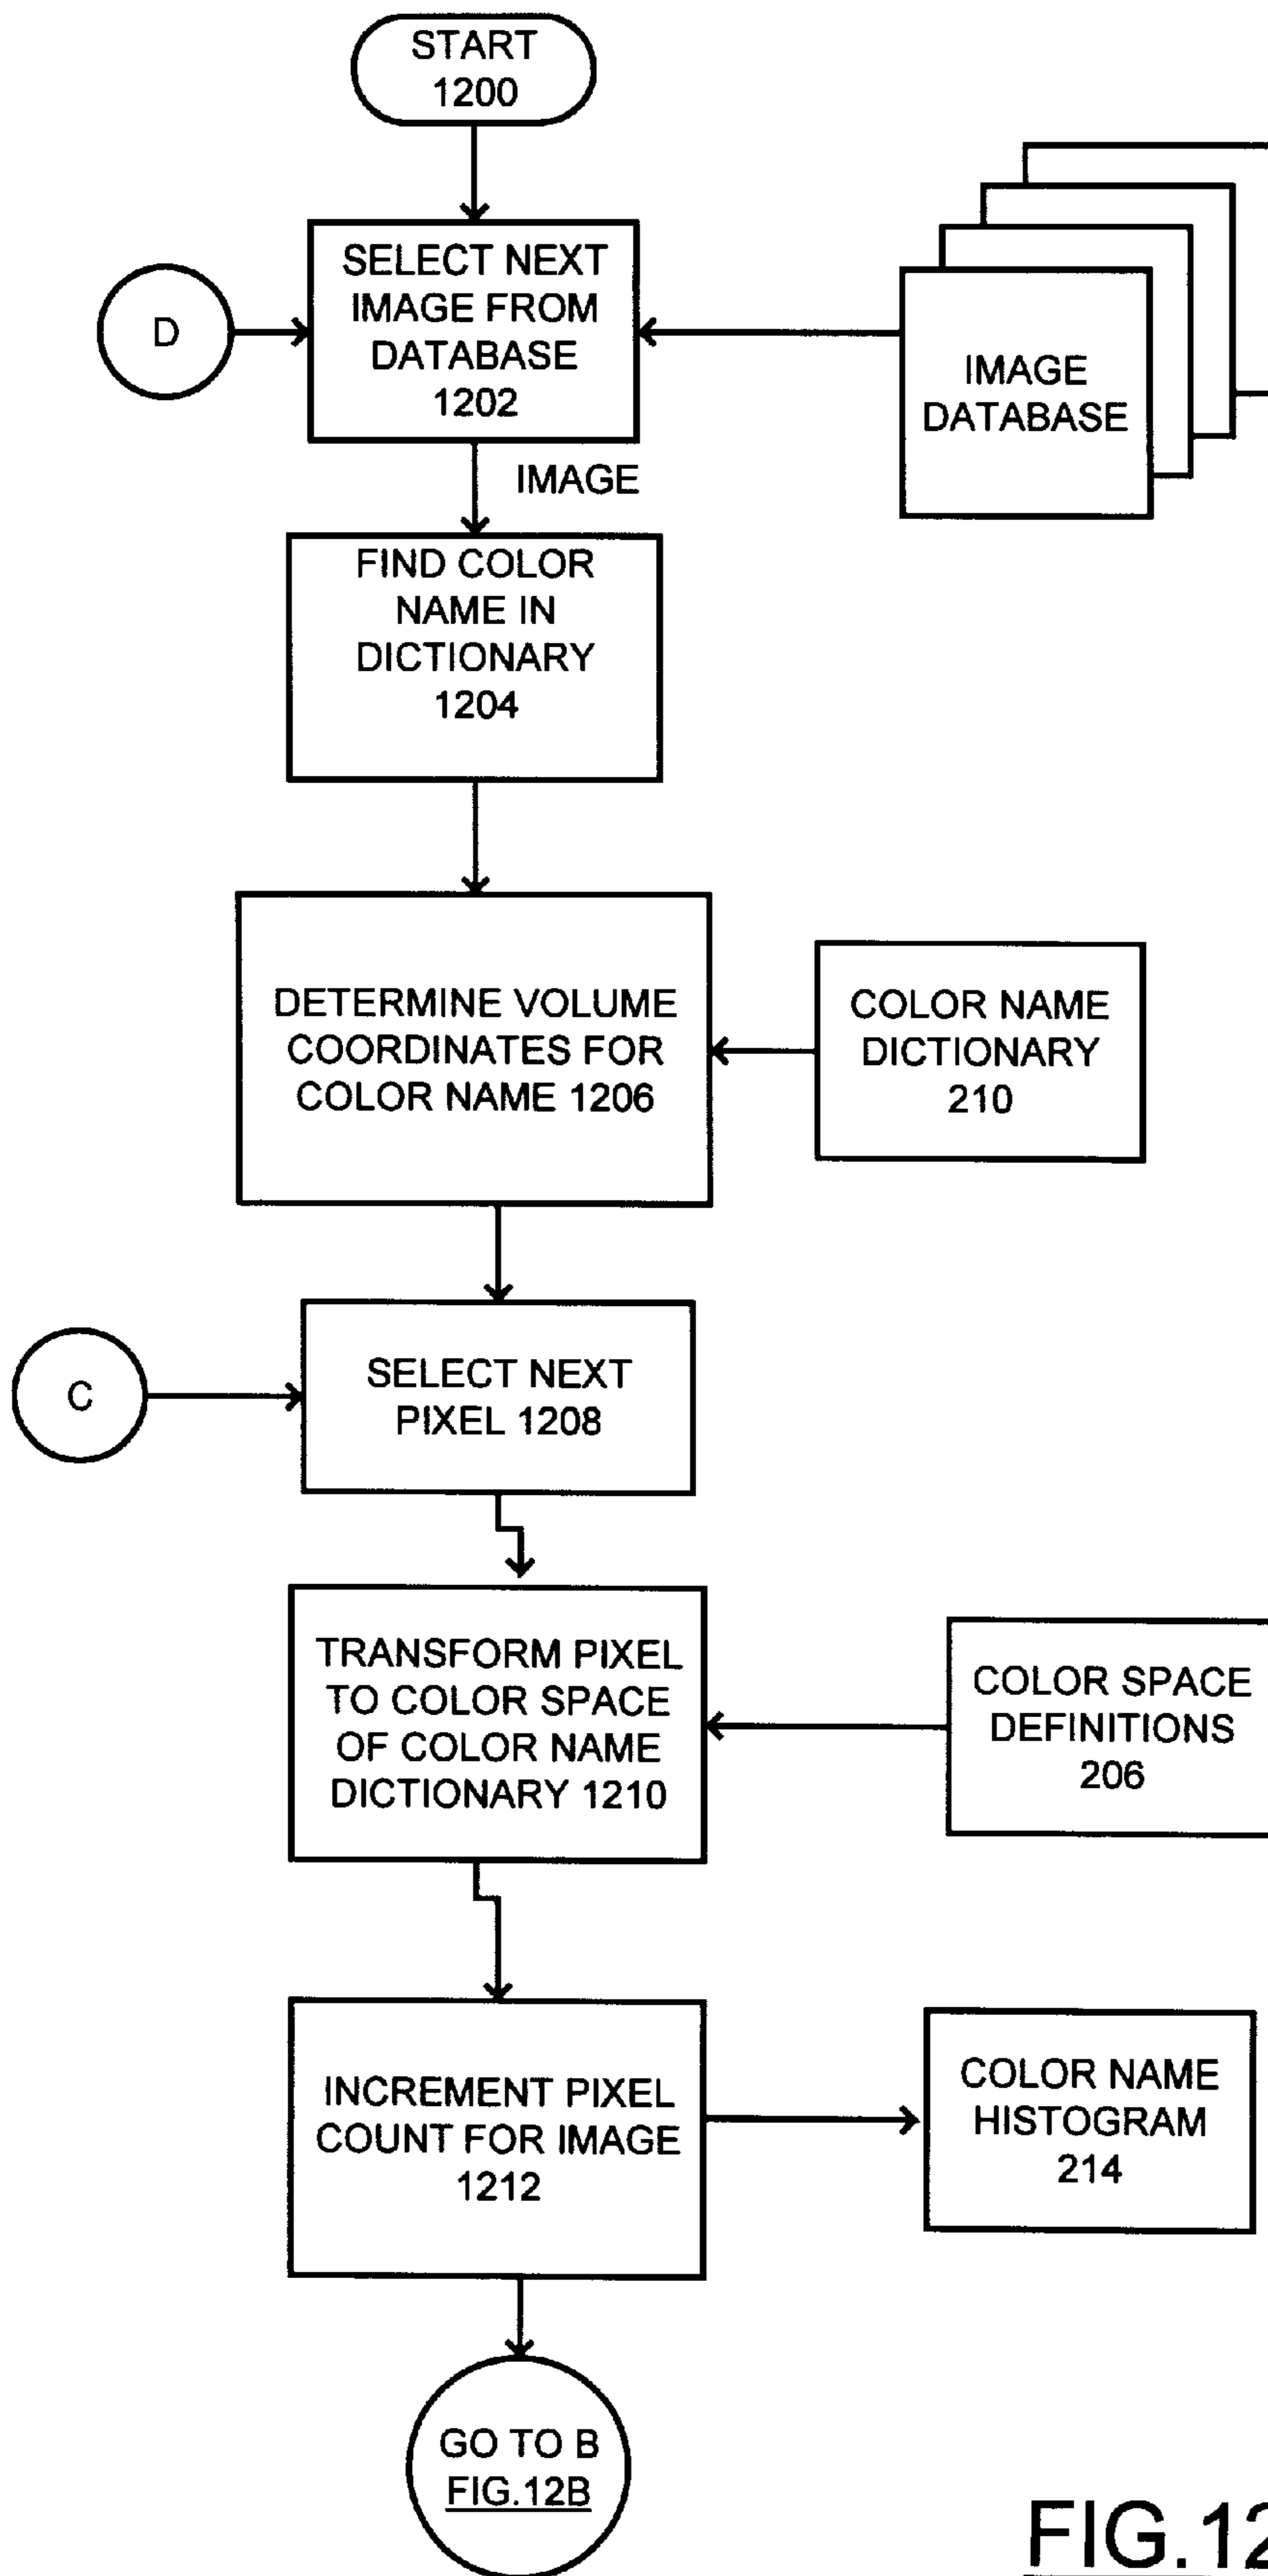 START
1200
SELECT NEXT
IMAGE FROM
DATABASE
1202
D
IMAGE
DATABASE
IMAGE
FIND COLOR
NAME IN
DICTIONARY
1204
DETERMINE VOLUME
COORDINATES FOR
COLOR NAME 1206
COLOR NAME
DICTIONARY
210
C
SELECT NEXT
PIXEL 1208
TRANSFORM PIXEL
TO COLOR SPACE
OF COLOR NAME
DICTIONARY 1210
COLOR SPACE
DEFINITIONS
206
INCREMENT PIXEL
COUNT FOR IMAGE
1212
COLOR NAME
HISTOGRAM
214
GO TO B
FIG.12B
FIG.12